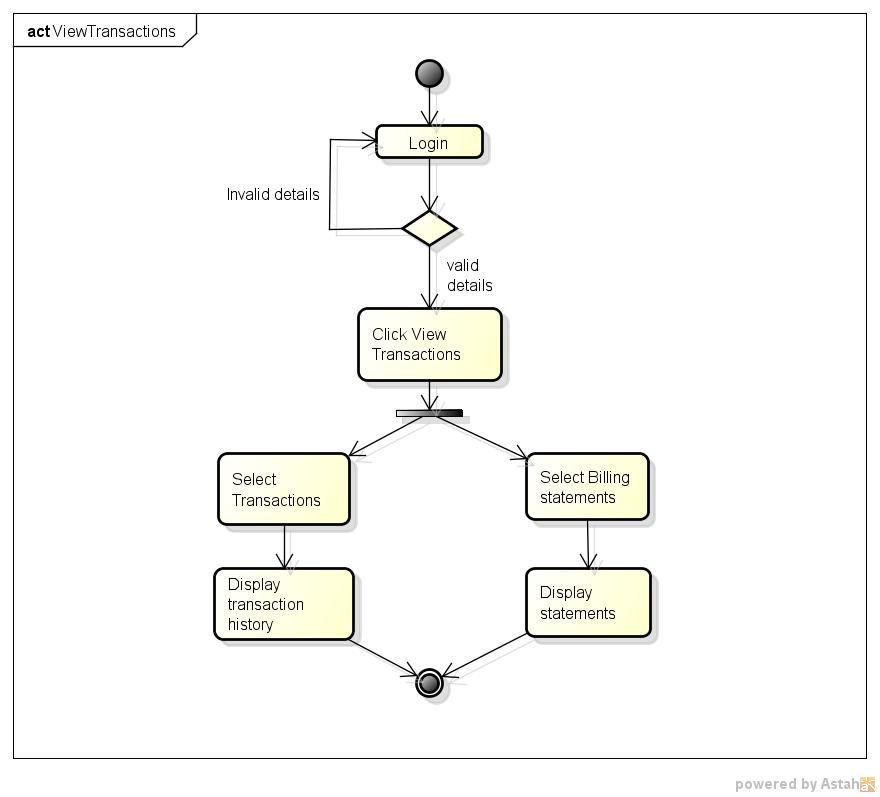 act ViewTransactions
Login
Invalid details
valid
details
Click View
Transactions
Select
Transactions
Select Billing
statements
Display
transaction
history
Display
statements
powered by Astah